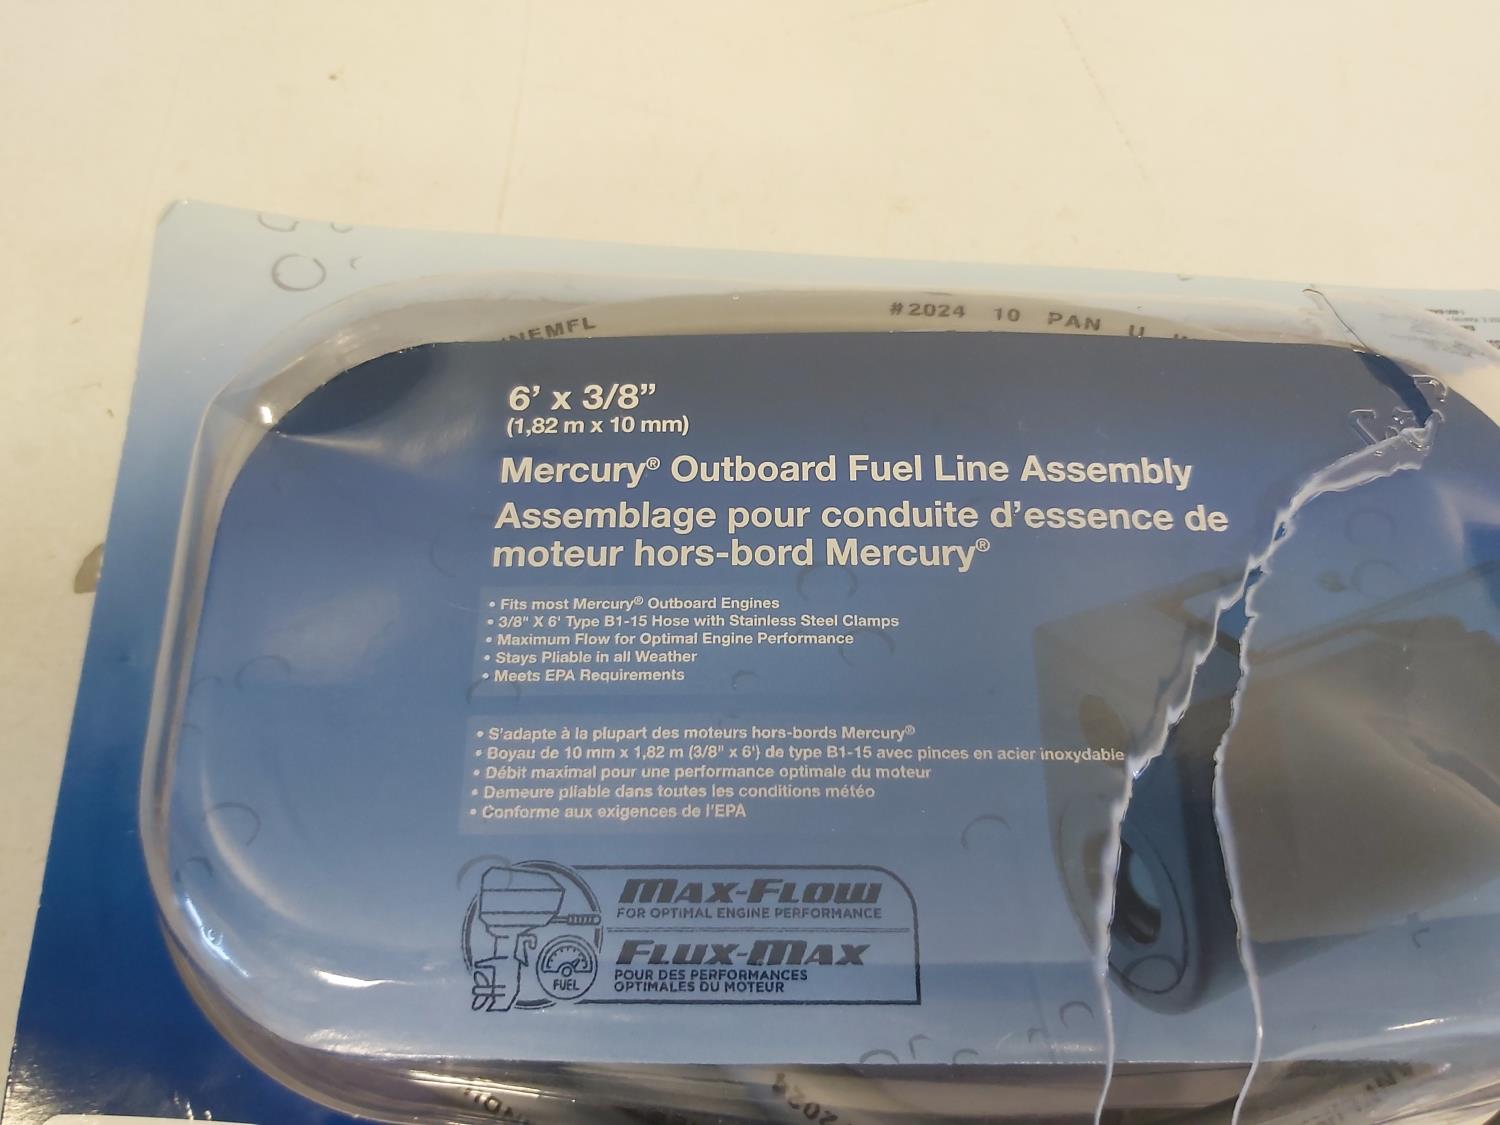 #2024 10 PAN U
6' x 3/8"
(1,82 m x 10 mm)
Mercury® Outboard Fuel Line Assembly
Assemblage pour conduite d'essence de
moteur hors-bord Mercury®
• Fits most Mercury® Outboard Engines
• 3/8" X 6' Type B1-15 Hose with Stainless Steel Clamps
• Maximum Flow for Optimal Engine Performance
• Stays Pliable in all Weather
• Meets EPA Requirements
• S'adapte à la plupart des moteurs hors-bords Mercury®
• Boyau de 10 mm x 1,82 m (3/8" x 6') de type B1-15 avec pinces en acier inoxydable
• Débit maximal pour une performance optimale du moteur
• Demeure pliable dans toutes les conditions météo
• Conforme aux exigences de l'EPA
MAX-FLOW
FOR OPTIMAL ENGINE PERFORMANCE
FLUX-MAX
POUR DES PERFORMANCES
OPTIMALES DU MOTEUR
FUEL
2024